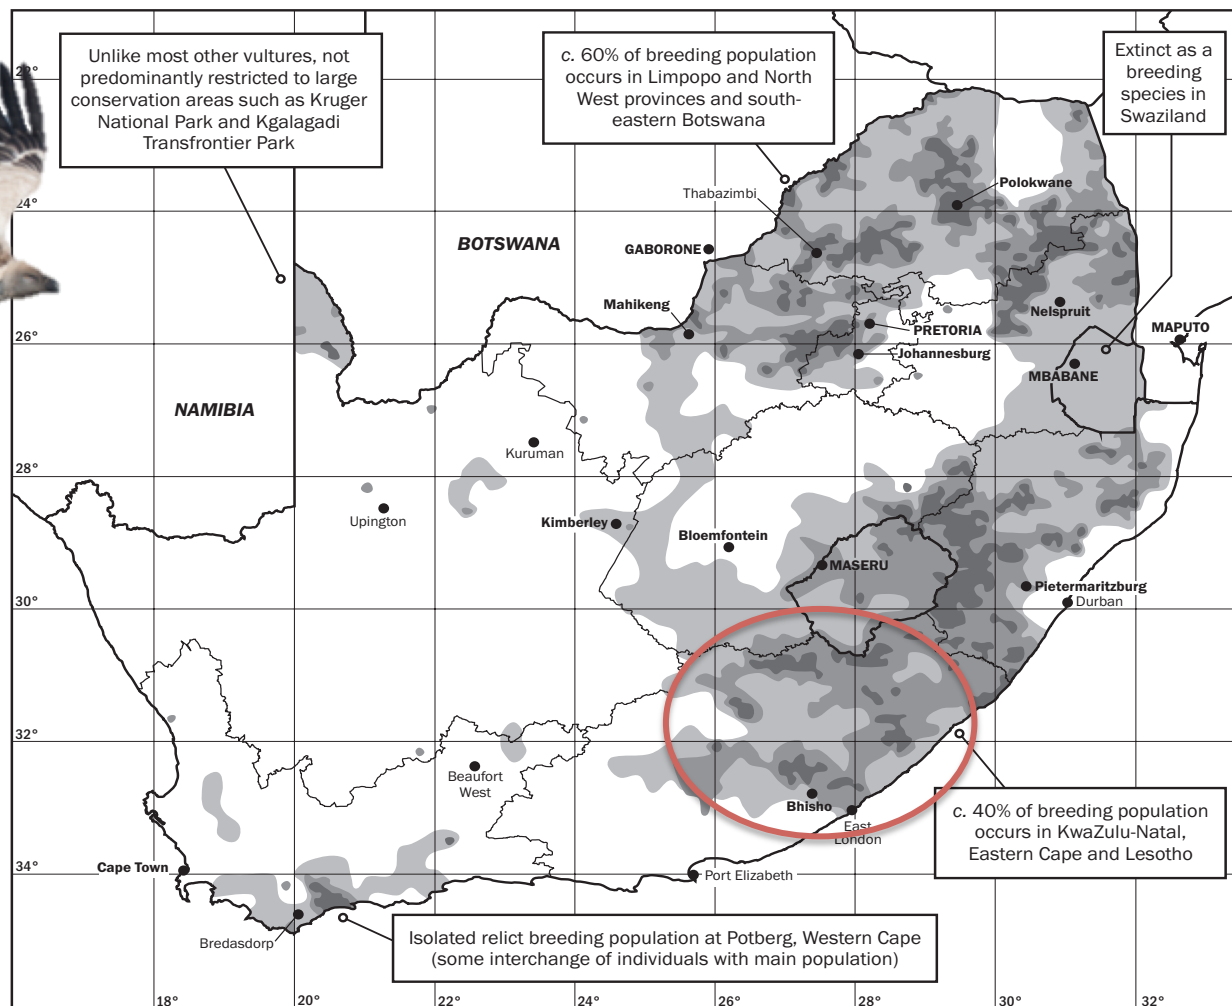 Unlike most other vultures, not
predominantly restricted to large
conservation areas such as Kruger
National Park and Kgalagadi
Transfrontier Park
c. 60% of breeding population
occurs in Limpopo and North
West provinces and south-
eastern Botswana
Extinct as a
breeding
species in
Swaziland
22°
Thabazimbi
Polokwane
24°
BOTSWANA
GABORONE
Mahikeng
Nelspruit
PRETORIA
MAPUTO
26°
Johannesburg
MBABANE
NAMIBIA
Kuruman
28°
Upington
Kimberley
Bloemfontein
MASERU
Pietermaritzburg
Durban
30°
32°
Beaufort
West
Bhisho
East
London
c. 40% of breeding population
occurs in KwaZulu-Natal,
Eastern Cape and Lesotho
34°
Cape Town
Port Elizabeth
Bredasdorp
Isolated relict breeding population at Potberg, Western Cape
(some interchange of individuals with main population)
18° 20° 22° 24° 26° 28° 30° 32°